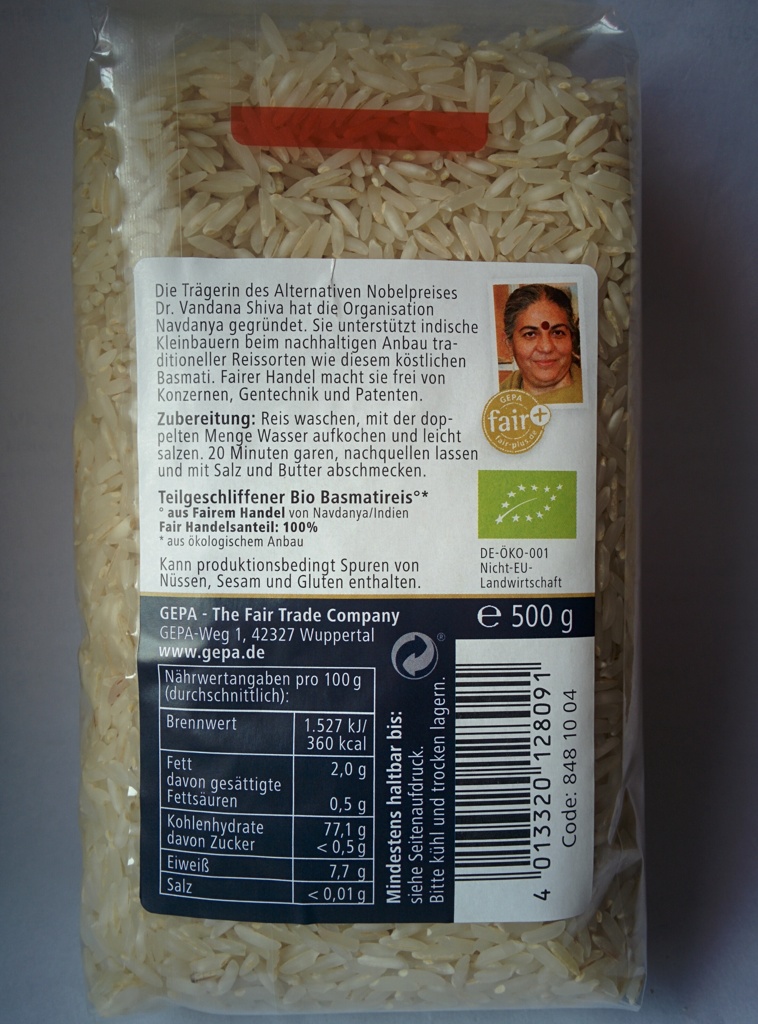 Die Trägerin des Alternativen Nobelpreises
Dr. Vandana Shiva hat die Organisation
Navdanya gegründet. Sie unterstützt indische
Kleinbauern beim nachhaltigen Anbau tra-
ditioneller Reissorten wie diesem köstlichen
Basmati. Fairer Handel macht sie frei von
Konzernen, Gentechnik und Patenten.
Zubereitung: Reis waschen, mit der dop-
pelten Menge Wasser aufkochen und leicht
salzen. 20 Minuten garen, nachquellen lassen
und mit Salz und Butter abschmecken.
Teilgeschliffener Bio Basmatireis°*
° aus Fairem Handel von Navdanya/Indien
Fair Handelsanteil: 100%
* aus ökologischem Anbau
Kann produktionsbedingt Spuren von
Nüssen, Sesam und Gluten enthalten.
GEPA
fair+
fair-plus.de
DE-ÖKO-001
Nicht-EU-
Landwirtschaft
GEPA - The Fair Trade Company
GEPA-Weg 1, 42327 Wuppertal
www.gepa.de
℮ 500 g
Nährwertangaben pro 100 g
(durchschnittlich):
Brennwert 1.527 kJ/
360 kcal
Fett 2,0 g
davon gesättigte
Fettsäuren 0,5 g
Kohlenhydrate 77,1 g
davon Zucker < 0,5 g
Eiweiß 7,7 g
Salz < 0,01 g
Mindestens haltbar bis:
siehe Seitenaufdruck.
Bitte kühl und trocken lagern.
®
4 013320 128091
Code: 848 10 04